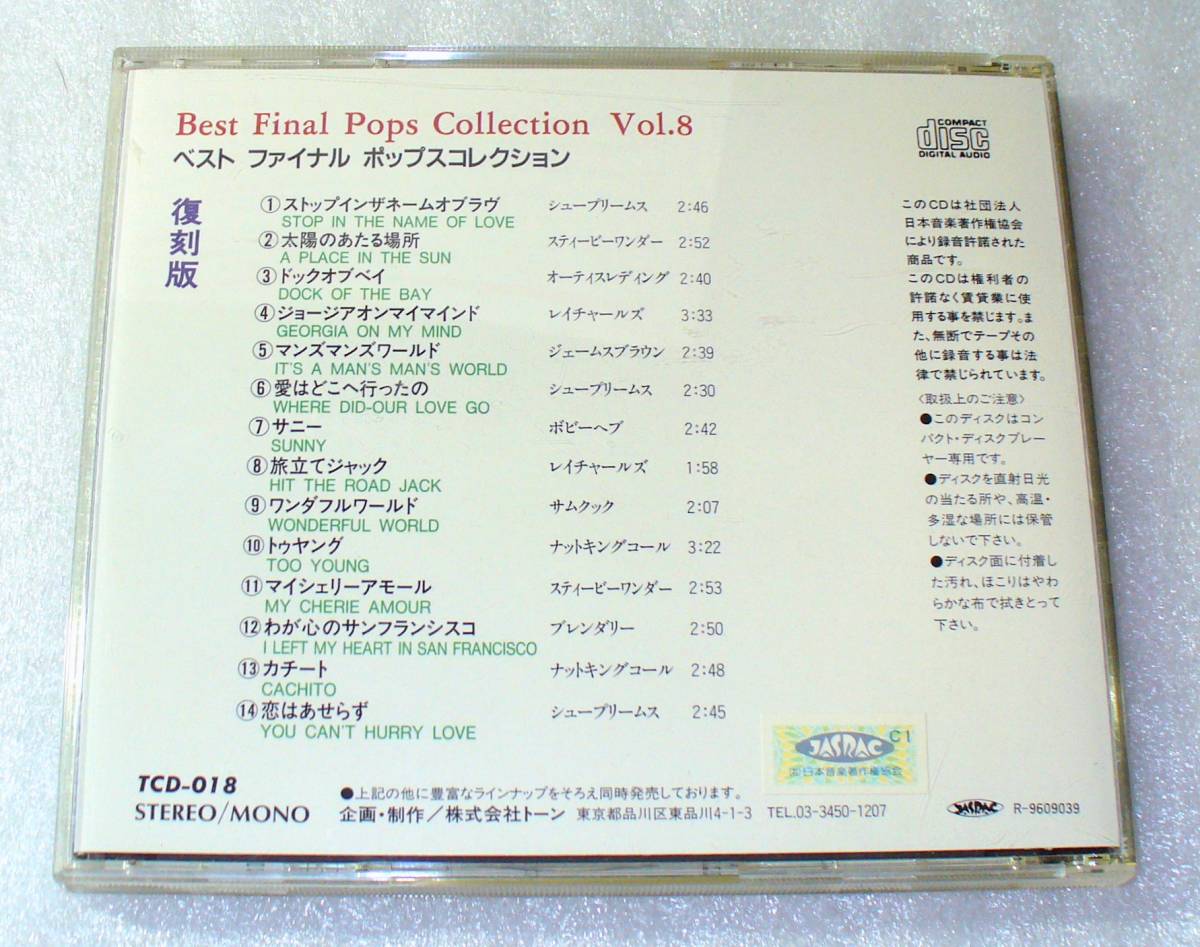 Best Final Pops Collection Vol.8
ベスト ファイナル ポップスコレクション
COMPACT
disc
DIGITAL AUDIO
復刻版
①ストップインザネームオブラヴ シュープリームス 2:46
STOP IN THE NAME OF LOVE
②太陽のあたる場所 スティービーワンダー 2:52
A PLACE IN THE SUN
③ドックオブベイ オーティスレディング 2:40
DOCK OF THE BAY
④ジョージアオンマイマインド レイチャールズ 3:33
GEORGIA ON MY MIND
⑤マンズマンズワールド ジェームスブラウン 2:39
IT'S A MAN'S MAN'S WORLD
⑥愛はどこへ行ったの シュープリームス 2:30
WHERE DID-OUR LOVE GO
⑦サニー ボビーヘブ 2:42
SUNNY
⑧旅立てジャック レイチャールズ 1:58
HIT THE ROAD JACK
⑨ワンダフルワールド サムクック 2:07
WONDERFUL WORLD
⑩トゥヤング ナットキングコール 3:22
TOO YOUNG
⑪マイシェリーアモール スティービーワンダー 2:53
MY CHERIE AMOUR
⑫わが心のサンフランシスコ ブレンダリー 2:50
I LEFT MY HEART IN SAN FRANCISCO
⑬カチート ナットキングコール 2:48
CACHITO
⑭恋はあせらず シュープリームス 2:45
YOU CAN'T HURRY LOVE
このCDは社団法人
日本音楽著作権協会
により録音許諾された
商品です。
このCDは権利者の
許諾なく賃貸業に使
用する事を禁じます。ま
た、無断でテープその
他に録音する事は法
律で禁じられています。
〈取扱上のご注意〉
●このディスクはコン
パクト・ディスクプレー
ヤー専用です。
●ディスクを直射日光
の当たる所や、高温・
多湿な場所には保管
しないで下さい。
●ディスク面に付着し
た汚れ、ほこりはやわ
らかな布で拭きとって
下さい。
C1
JASRAC
(社)日本音楽著作権協会
TCD-018
STEREO/MONO
●上記の他に豊富なラインナップをそろえ同時発売しております。
企画・制作/株式会社トーン 東京都品川区東品川4-1-3 TEL.03-3450-1207
JASRAC
R-9609039